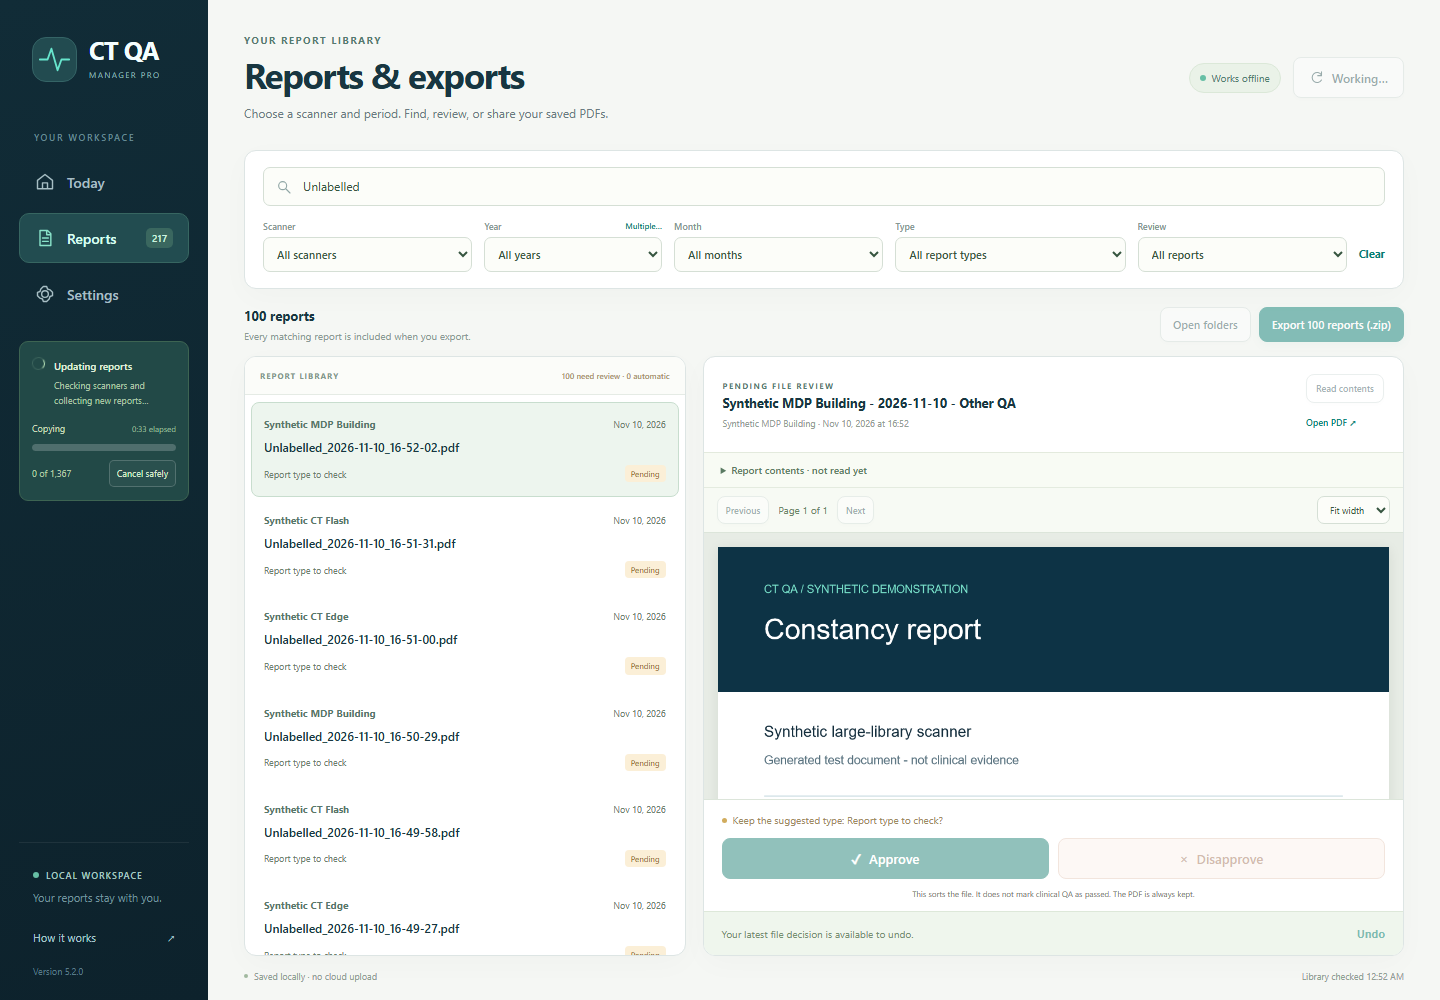 CT QA
MANAGER PRO
YOUR WORKSPACE
Today
Reports 217
Settings
Updating reports
Checking scanners and
collecting new reports...
Copying 0:33 elapsed
0 of 1,367 Cancel safely
LOCAL WORKSPACE
Your reports stay with you.
How it works ↗
Version 5.2.0
YOUR REPORT LIBRARY
Reports & exports
Choose a scanner and period. Find, review, or share your saved PDFs.
Works offline
Working...
Unlabelled
Scanner Year Multiple... Month Type Review
All scanners All years All months All report types All reports Clear
100 reports
Every matching report is included when you export.
Open folders Export 100 reports (.zip)
REPORT LIBRARY 100 need review · 0 automatic
Synthetic MDP Building Nov 10, 2026
Unlabelled_2026-11-10_16-52-02.pdf
Report type to check Pending
Synthetic CT Flash Nov 10, 2026
Unlabelled_2026-11-10_16-51-31.pdf
Report type to check Pending
Synthetic CT Edge Nov 10, 2026
Unlabelled_2026-11-10_16-51-00.pdf
Report type to check Pending
Synthetic MDP Building Nov 10, 2026
Unlabelled_2026-11-10_16-50-29.pdf
Report type to check Pending
Synthetic CT Flash Nov 10, 2026
Unlabelled_2026-11-10_16-49-58.pdf
Report type to check Pending
Synthetic CT Edge Nov 10, 2026
Unlabelled_2026-11-10_16-49-27.pdf
Report type to check Pending
PENDING FILE REVIEW
Synthetic MDP Building - 2026-11-10 - Other QA
Synthetic MDP Building · Nov 10, 2026 at 16:52
Read contents
Open PDF ↗
▶ Report contents · not read yet
Previous Page 1 of 1 Next Fit width
CT QA / SYNTHETIC DEMONSTRATION
Constancy report
Synthetic large-library scanner
Generated test document - not clinical evidence
Keep the suggested type: Report type to check?
✓ Approve × Disapprove
This sorts the file. It does not mark clinical QA as passed. The PDF is always kept.
Your latest file decision is available to undo. Undo
Saved locally · no cloud upload
Library checked 12:52 AM